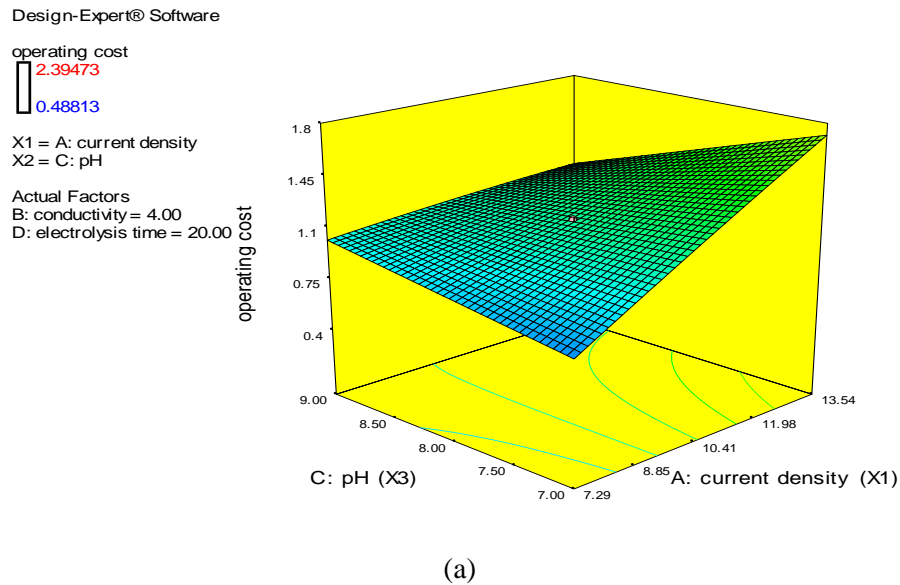 Design-Expert® Software
operating cost
2.39473
0.48813
X1 = A: current density
X2 = C: pH
Actual Factors
B: conductivity = 4.00
D: electrolysis time = 20.00
operating cost
1.8
1.45
1.1
0.75
0.4
9.00
8.50
8.00
7.50
7.00
7.29
8.85
10.41
11.98
13.54
C: pH (X3)
A: current density (X1)
(a)